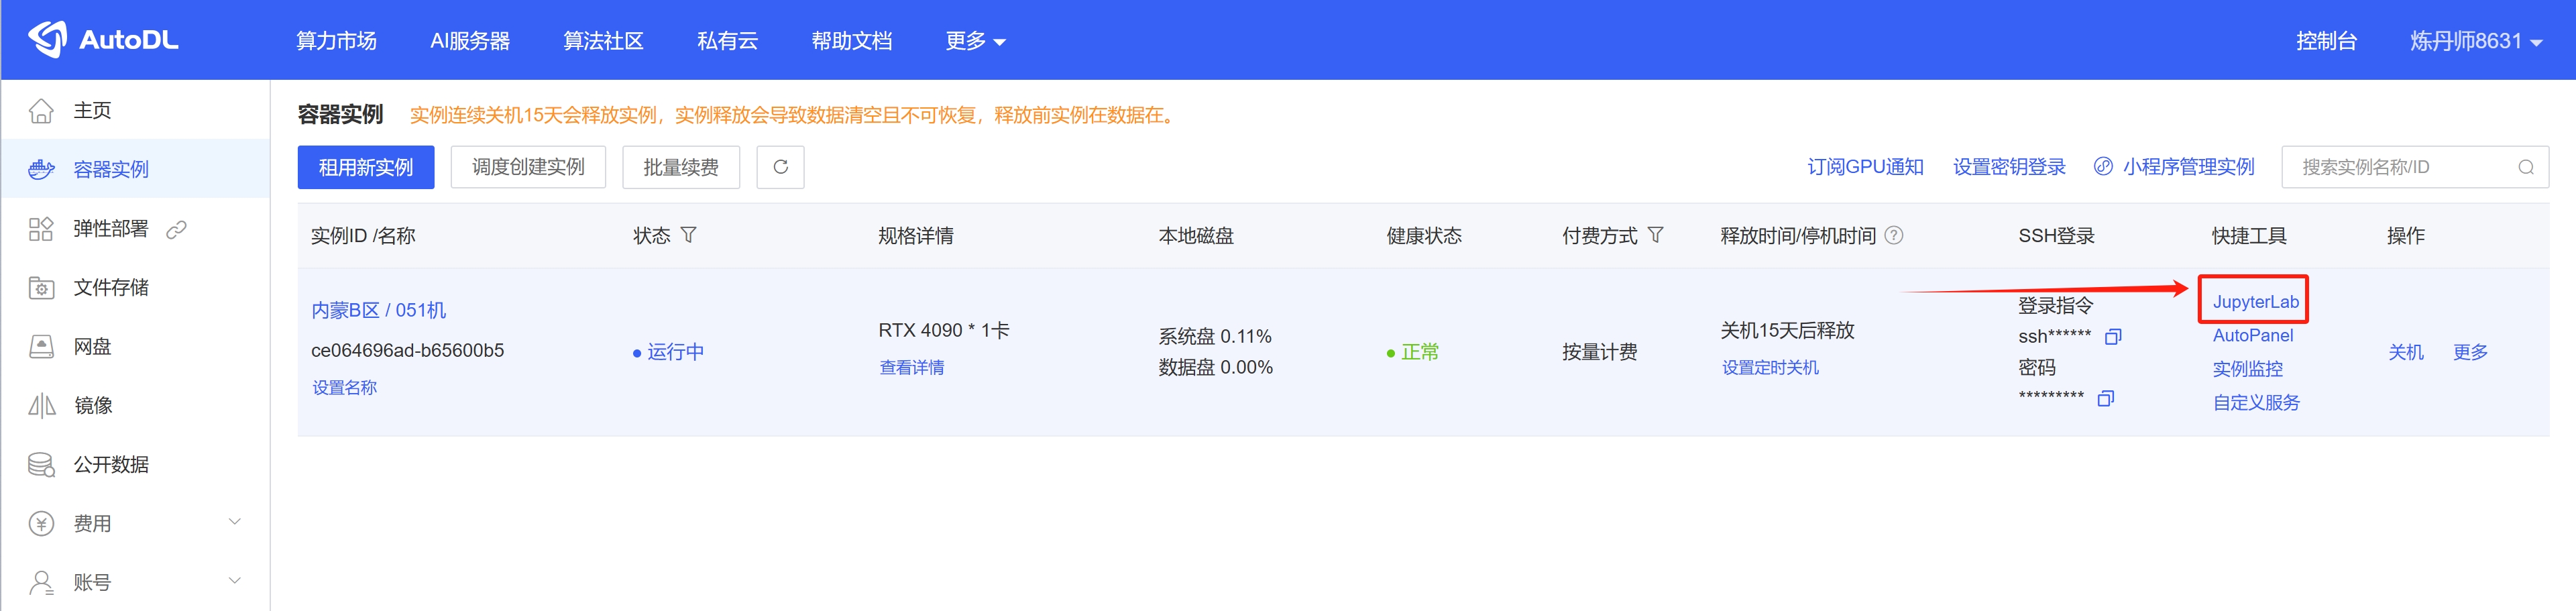 AutoDL
算力市场
AI服务器
算法社区
私有云
帮助文档
更多
控制台
炼丹师8631
主页
容器实例
弹性部署
文件存储
网盘
镜像
公开数据
费用
账号
容器实例
实例连续关机15天会释放实例，实例释放会导致数据清空且不可恢复，释放前实例在数据在。
租用新实例
调度创建实例
批量续费
订阅GPU通知
设置密钥登录
小程序管理实例
搜索实例名称/ID
实例ID /名称
状态
规格详情
本地磁盘
健康状态
付费方式
释放时间/停机时间
SSH登录
快捷工具
操作
内蒙B区 / 051机
ce064696ad-b65600b5
设置名称
运行中
RTX 4090 * 1卡
查看详情
系统盘 0.11%
数据盘 0.00%
正常
按量计费
关机15天后释放
设置定时关机
登录指令
ssh******
密码
*********
JupyterLab
AutoPanel
实例监控
自定义服务
关机
更多